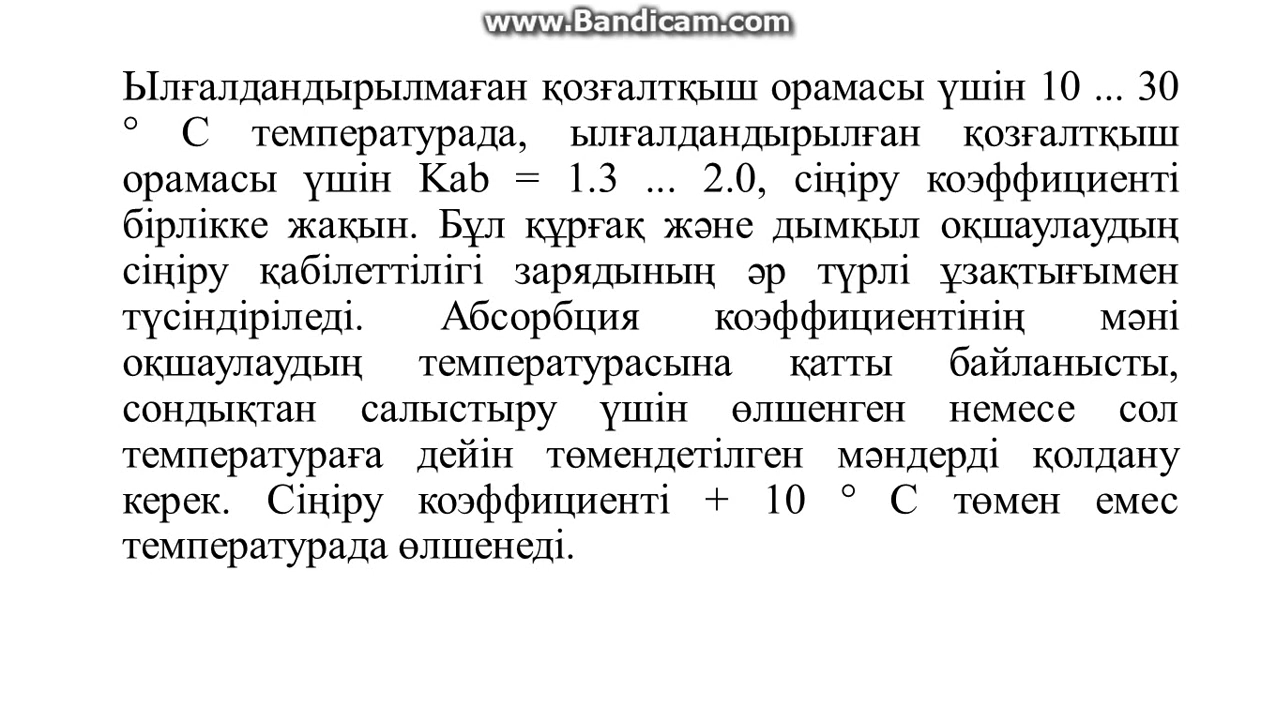 www.Bandicam.com
Ылғалдандырылмаған қозғалтқыш орамасы үшін 10 ... 30
° C температурада, ылғалдандырылған қозғалтқыш
орамасы үшін Kab = 1.3 ... 2.0, сіңіру коэффициенті
бірлікке жақын. Бұл құрғақ және дымқыл оқшаулаудың
сіңіру қабілеттілігі зарядының әр түрлі ұзақтығымен
түсіндіріледі. Абсорбция коэффициентінің мәні
оқшаулаудың температурасына қатты байланысты,
сондықтан салыстыру үшін өлшенген немесе сол
температураға дейін төмендетілген мәндерді қолдану
керек. Сіңіру коэффициенті + 10 ° C төмен емес
температурада өлшенеді.